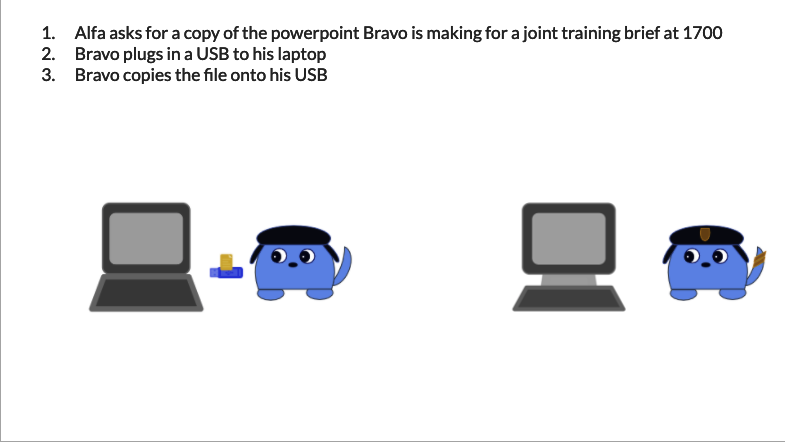 1. Alfa asks for a copy of the powerpoint Bravo is making for a joint training brief at 1700
2. Bravo plugs in a USB to his laptop
3. Bravo copies the file onto his USB